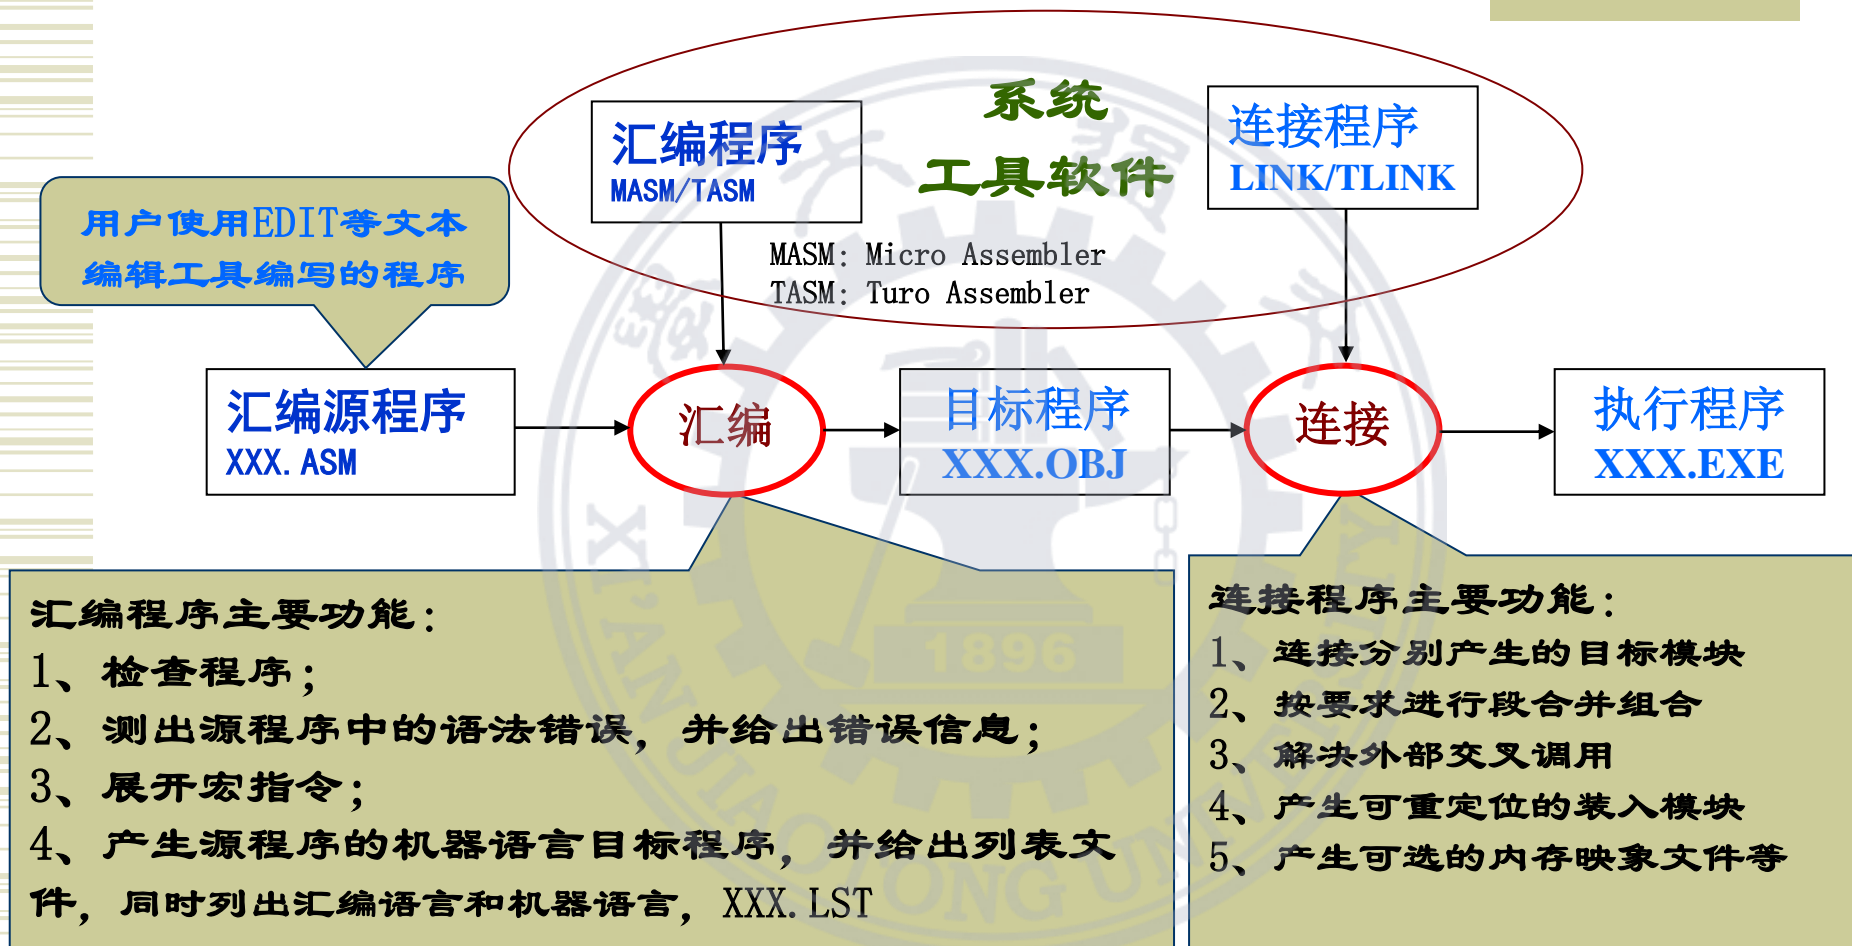 系统
工具软件
汇编程序
MASM/TASM
连接程序
LINK/TLINK
MASM: Micro Assembler
TASM: Turo Assembler
用户使用EDIT等文本
编辑工具编写的程序
汇编源程序
XXX.ASM
汇编
目标程序
XXX.OBJ
连接
执行程序
XXX.EXE
汇编程序主要功能:
1、检查程序;
2、测出源程序中的语法错误, 并给出错误信息;
3、展开宏指令;
4、产生源程序的机器语言目标程序, 并给出列表文
件, 同时列出汇编语言和机器语言, XXX.LST
连接程序主要功能:
1、连接分别产生的目标模块
2、按要求进行段合并组合
3、解决外部交叉调用
4、产生可重定位的装入模块
5、产生可选的内存映象文件等
1896
XI'AN JIAOTONG UNIVERSITY